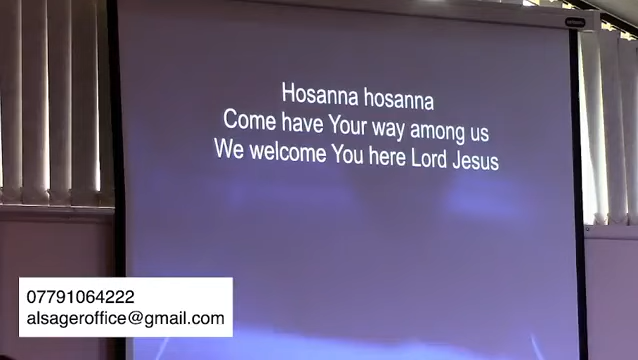 Hosanna hosanna
Come have Your way among us
We welcome You here Lord Jesus
07791064222
alsageroffice@gmail.com